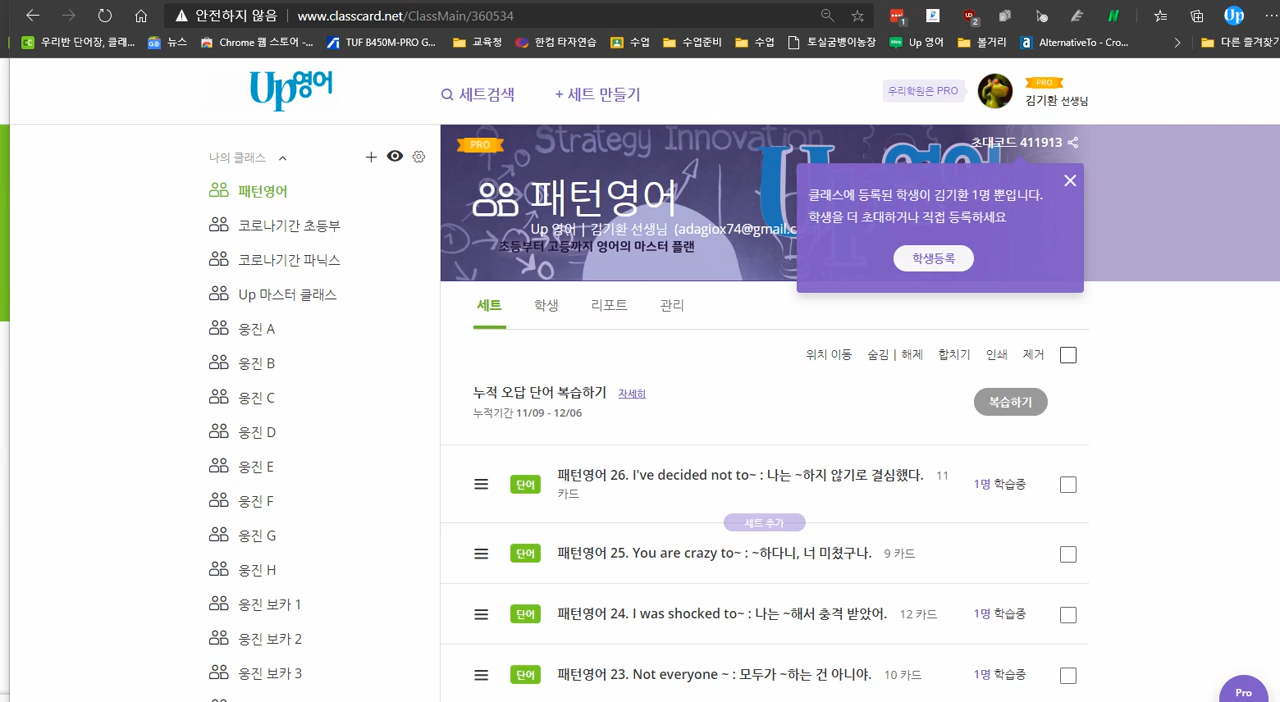 안전하지 않음 | www.classcard.net/ClassMain/360534
우리반 단어장, 클래... 뉴스 Chrome 웹 스토어 -... TUF B450M-PRO G... 교육청 한컴 타자연습 수업 수업준비 수업 토실굼벵이농장 Up 영어 볼거리 AlternativeTo - Cro... 다른 즐겨찾기
Up영어
세트검색
+ 세트 만들기
우리학원은 PRO
PRO
김기환 선생님
나의 클래스
패턴영어
코로나기간 초등부
코로나기간 파닉스
Up 마스터 클래스
웅진 A
웅진 B
웅진 C
웅진 D
웅진 E
웅진 F
웅진 G
웅진 H
웅진 보카 1
웅진 보카 2
웅진 보카 3
PRO
Strategy Innovation
초대코드 411913
패턴영어
Up 영어 | 김기환 선생님 (adagiox74@gmail.
초등부터 고등까지 영어의 마스터 플랜
클래스에 등록된 학생이 김기환 1명 뿐입니다.
학생을 더 초대하거나 직접 등록하세요
학생등록
세트 학생 리포트 관리
위치 이동 숨김 | 해제 합치기 인쇄 제거
누적 오답 단어 복습하기 자세히
누적기간 11/09 - 12/06
복습하기
단어 패턴영어 26. I've decided not to~ : 나는 ~하지 않기로 결심했다. 11
카드
1명 학습중
세트 추가
단어 패턴영어 25. You are crazy to~ : ~하다니, 너 미쳤구나. 9 카드
단어 패턴영어 24. I was shocked to~ : 나는 ~해서 충격 받았어. 12 카드 1명 학습중
단어 패턴영어 23. Not everyone ~ : 모두가 ~하는 건 아니야. 10 카드 1명 학습중
Pro